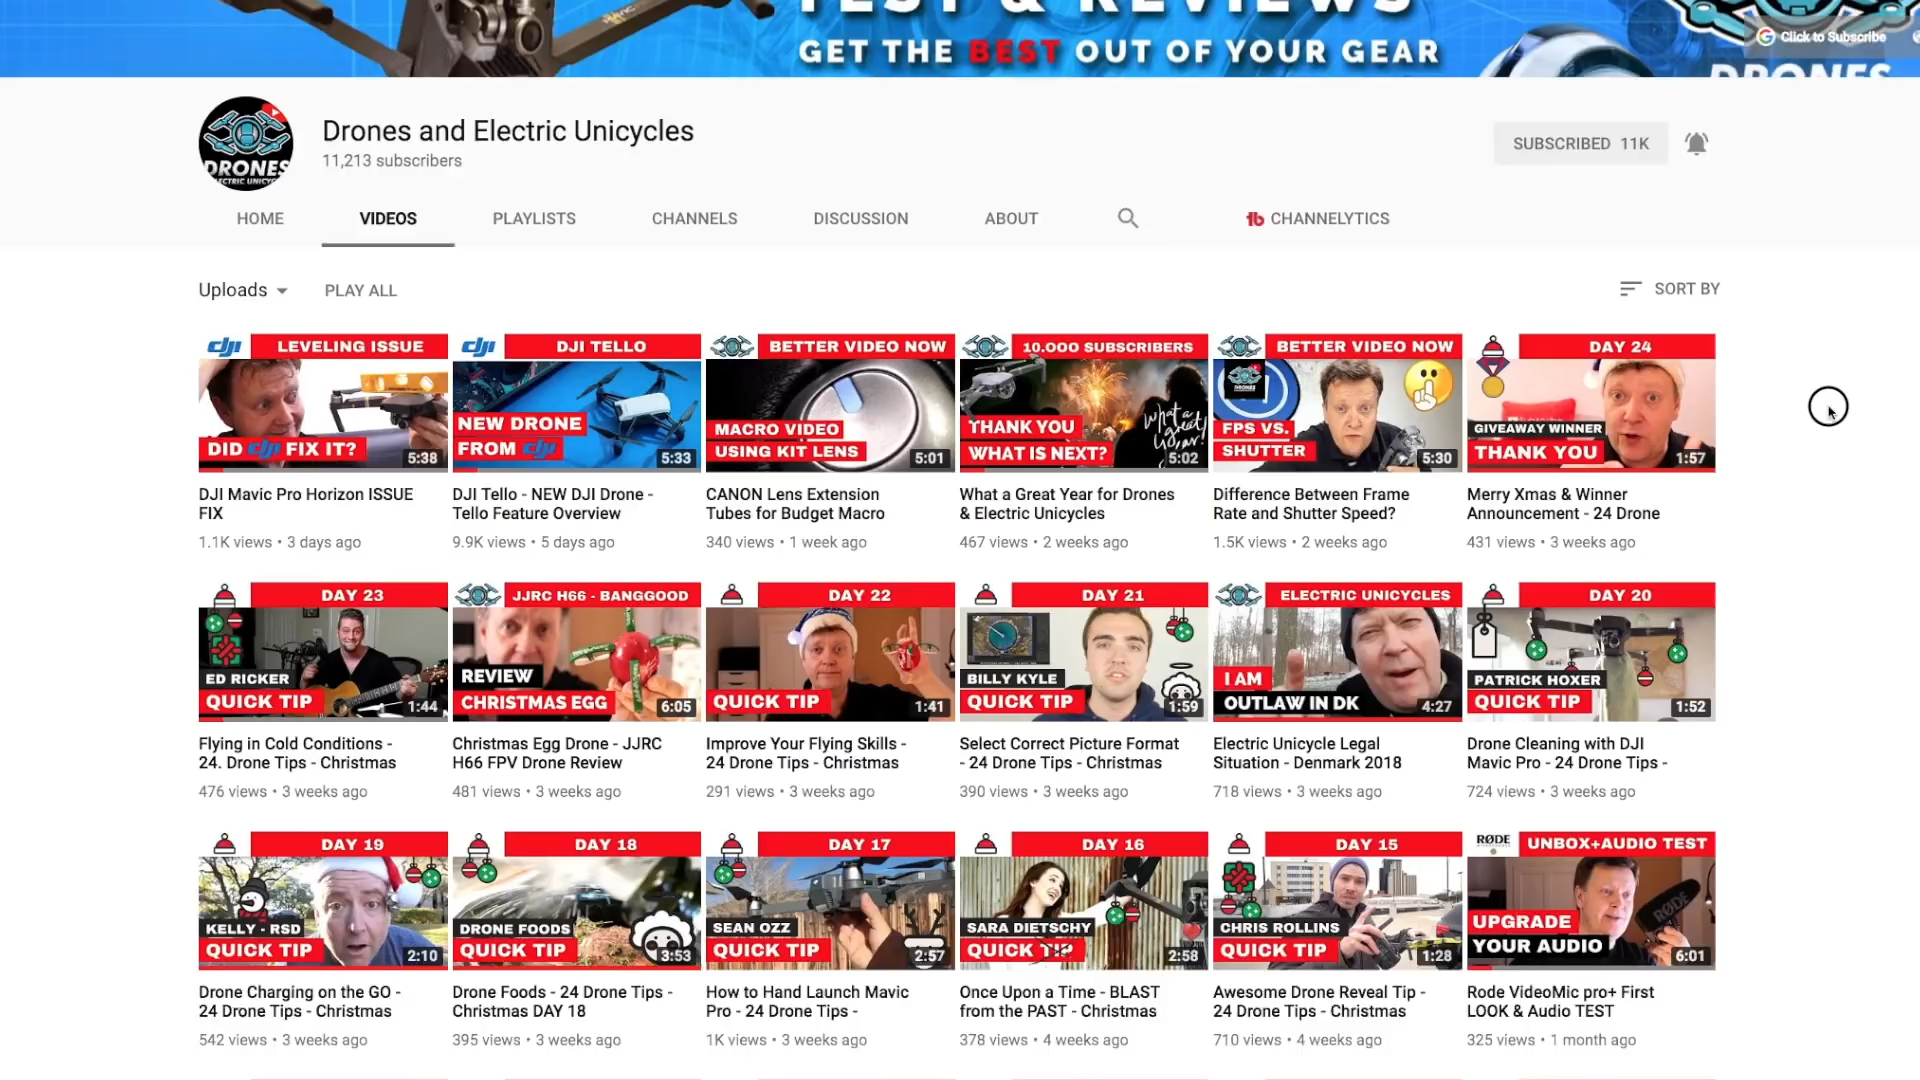 TEST & REVIEWS
GET THE BEST OUT OF YOUR GEAR
Click to Subscribe
DRONES
DRONES
Drones and Electric Unicycles
11,213 subscribers
SUBSCRIBED 11K
HOME
VIDEOS
PLAYLISTS
CHANNELS
DISCUSSION
ABOUT
tb CHANNELYTICS
Uploads
PLAY ALL
SORT BY
dji LEVELING ISSUE
DID dji FIX IT?
5:38
DJI Mavic Pro Horizon ISSUE
FIX
1.1K views • 3 days ago
dji DJI TELLO
NEW DRONE
FROM dji
5:33
DJI Tello - NEW DJI Drone -
Tello Feature Overview
9.9K views • 5 days ago
BETTER VIDEO NOW
MACRO VIDEO
USING KIT LENS
5:01
CANON Lens Extension
Tubes for Budget Macro
340 views • 1 week ago
10.000 SUBSCRIBERS
what a
great
year!
THANK YOU
WHAT IS NEXT?
5:02
What a Great Year for Drones
& Electric Unicycles
467 views • 2 weeks ago
BETTER VIDEO NOW
FPS VS.
SHUTTER
5:30
Difference Between Frame
Rate and Shutter Speed?
1.5K views • 2 weeks ago
DAY 24
GIVEAWAY WINNER
THANK YOU
1:57
Merry Xmas & Winner
Announcement - 24 Drone
431 views • 3 weeks ago
DAY 23
ED RICKER
QUICK TIP
1:44
Flying in Cold Conditions -
24. Drone Tips - Christmas
476 views • 3 weeks ago
JJRC H66 - BANGGOOD
REVIEW
CHRISTMAS EGG
6:05
Christmas Egg Drone - JJRC
H66 FPV Drone Review
481 views • 3 weeks ago
DAY 22
QUICK TIP
1:41
Improve Your Flying Skills -
24 Drone Tips - Christmas
291 views • 3 weeks ago
DAY 21
BILLY KYLE
QUICK TIP
1:59
Select Correct Picture Format
- 24 Drone Tips - Christmas
390 views • 3 weeks ago
ELECTRIC UNICYCLES
I AM
OUTLAW IN DK
4:27
Electric Unicycle Legal
Situation - Denmark 2018
718 views • 3 weeks ago
DAY 20
PATRICK HOXER
QUICK TIP
1:52
Drone Cleaning with DJI
Mavic Pro - 24 Drone Tips -
724 views • 3 weeks ago
DAY 19
KELLY - RSD
QUICK TIP
2:10
Drone Charging on the GO -
24 Drone Tips - Christmas
542 views • 3 weeks ago
DAY 18
DRONE FOODS
QUICK TIP
3:53
Drone Foods - 24 Drone Tips -
Christmas DAY 18
395 views • 3 weeks ago
DAY 17
SEAN OZZ
QUICK TIP
2:57
How to Hand Launch Mavic
Pro - 24 Drone Tips -
1K views • 3 weeks ago
DAY 16
SARA DIETSCHY
QUICK TIP
2:58
Once Upon a Time - BLAST
from the PAST - Christmas
378 views • 4 weeks ago
DAY 15
CHRIS ROLLINS
QUICK TIP
1:28
Awesome Drone Reveal Tip -
24 Drone Tips - Christmas
710 views • 4 weeks ago
RØDE UNBOX+AUDIO TEST
RØDE
UPGRADE
YOUR AUDIO
6:01
Rode VideoMic pro+ First
LOOK & Audio TEST
325 views • 1 month ago